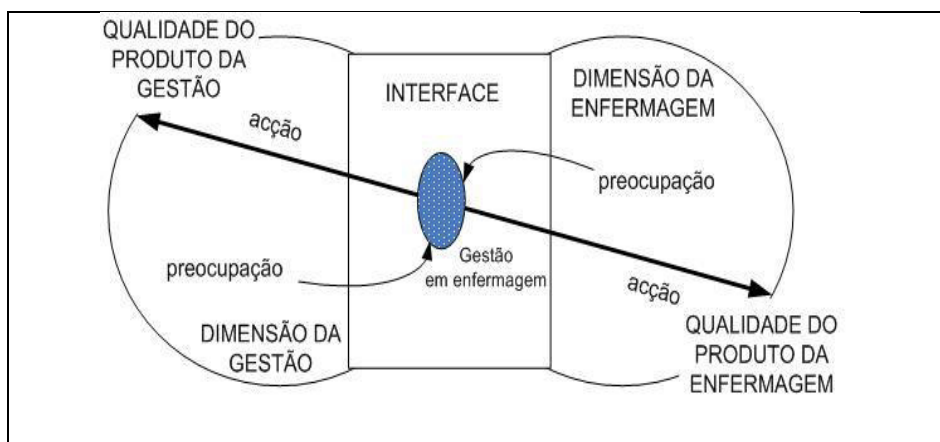 QUALIDADE DO
PRODUTO DA
GESTÃO
acção
INTERFACE
DIMENSÃO DA
ENFERMAGEM
preocupação
preocupação
Gestão
em enfermagem
acção
DIMENSÃO DA
GESTÃO
QUALIDADE DO
PRODUTO DA
ENFERMAGEM